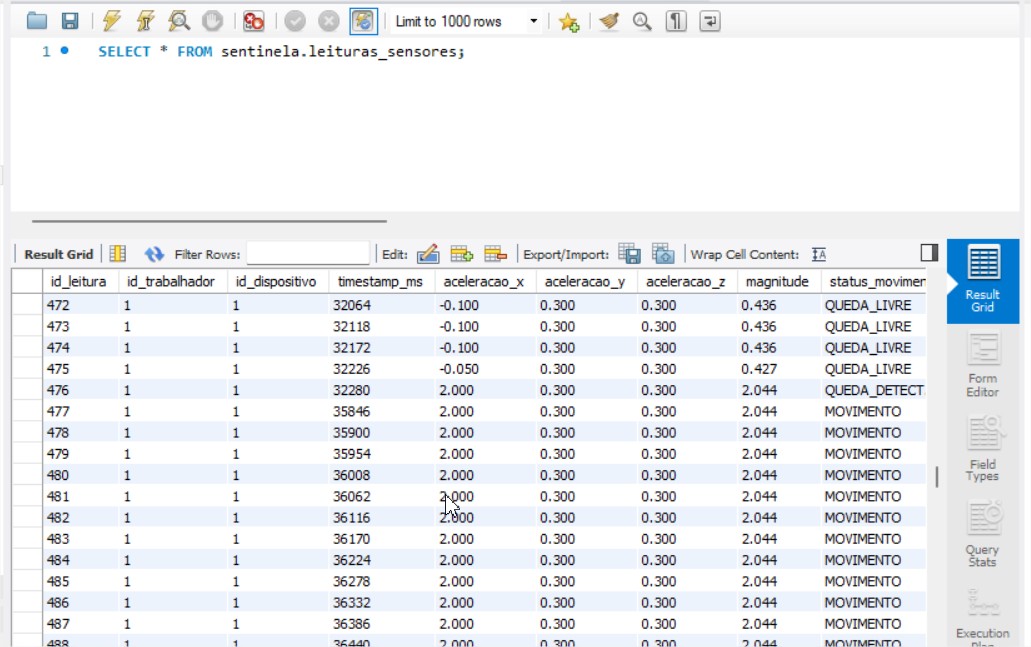 Limit to 1000 rows
1 SELECT * FROM sentinela.leituras_sensores;
Result Grid Filter Rows: Edit: Export/Import: Wrap Cell Content:
id_leitura id_trabalhador id_dispositivo timestamp_ms aceleracao_x aceleracao_y aceleracao_z magnitude status_movimen
472 1 1 32064 -0.100 0.300 0.300 0.436 QUEDA_LIVRE
473 1 1 32118 -0.100 0.300 0.300 0.436 QUEDA_LIVRE
474 1 1 32172 -0.100 0.300 0.300 0.436 QUEDA_LIVRE
475 1 1 32226 -0.050 0.300 0.300 0.427 QUEDA_LIVRE
476 1 1 32280 2.000 0.300 0.300 2.044 QUEDA_DETECT
477 1 1 35846 2.000 0.300 0.300 2.044 MOVIMENTO
478 1 1 35900 2.000 0.300 0.300 2.044 MOVIMENTO
479 1 1 35954 2.000 0.300 0.300 2.044 MOVIMENTO
480 1 1 36008 2.000 0.300 0.300 2.044 MOVIMENTO
481 1 1 36062 2.000 0.300 0.300 2.044 MOVIMENTO
482 1 1 36116 2.000 0.300 0.300 2.044 MOVIMENTO
483 1 1 36170 2.000 0.300 0.300 2.044 MOVIMENTO
484 1 1 36224 2.000 0.300 0.300 2.044 MOVIMENTO
485 1 1 36278 2.000 0.300 0.300 2.044 MOVIMENTO
486 1 1 36332 2.000 0.300 0.300 2.044 MOVIMENTO
487 1 1 36386 2.000 0.300 0.300 2.044 MOVIMENTO
488 1 1 36440 2.000 0.300 0.300 2.044 MOVIMENTO
Result
Grid
Form
Editor
Field
Types
Query
Stats
Execution
Plan